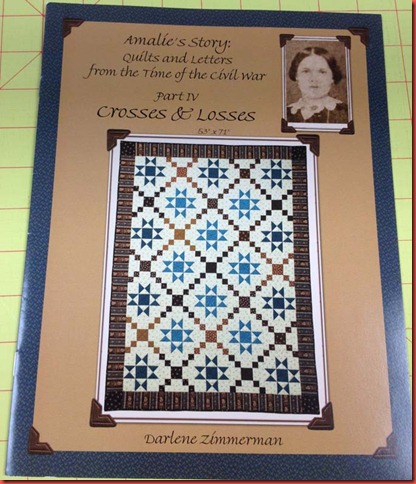 Amalie's Story:
Quilts and Letters
from the Time of the Civil War
Part IV
Crosses & Losses
53" x 71"
Darlene Zimmerman